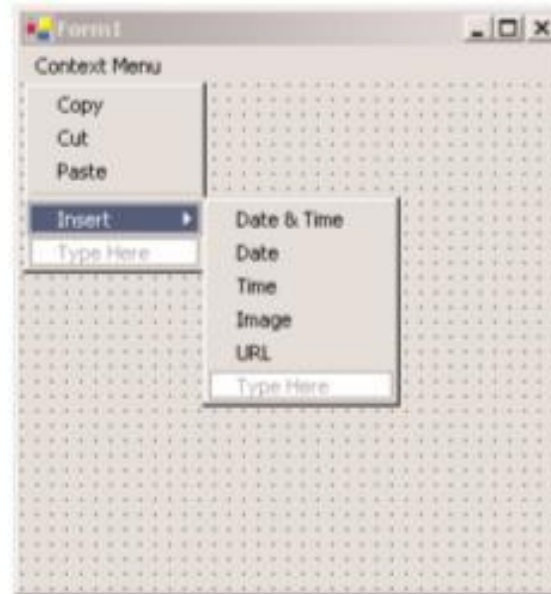 Form1
Context Menu
Copy
Cut
Paste
Insert
Type Here
Date & Time
Date
Time
Image
URL
Type Here